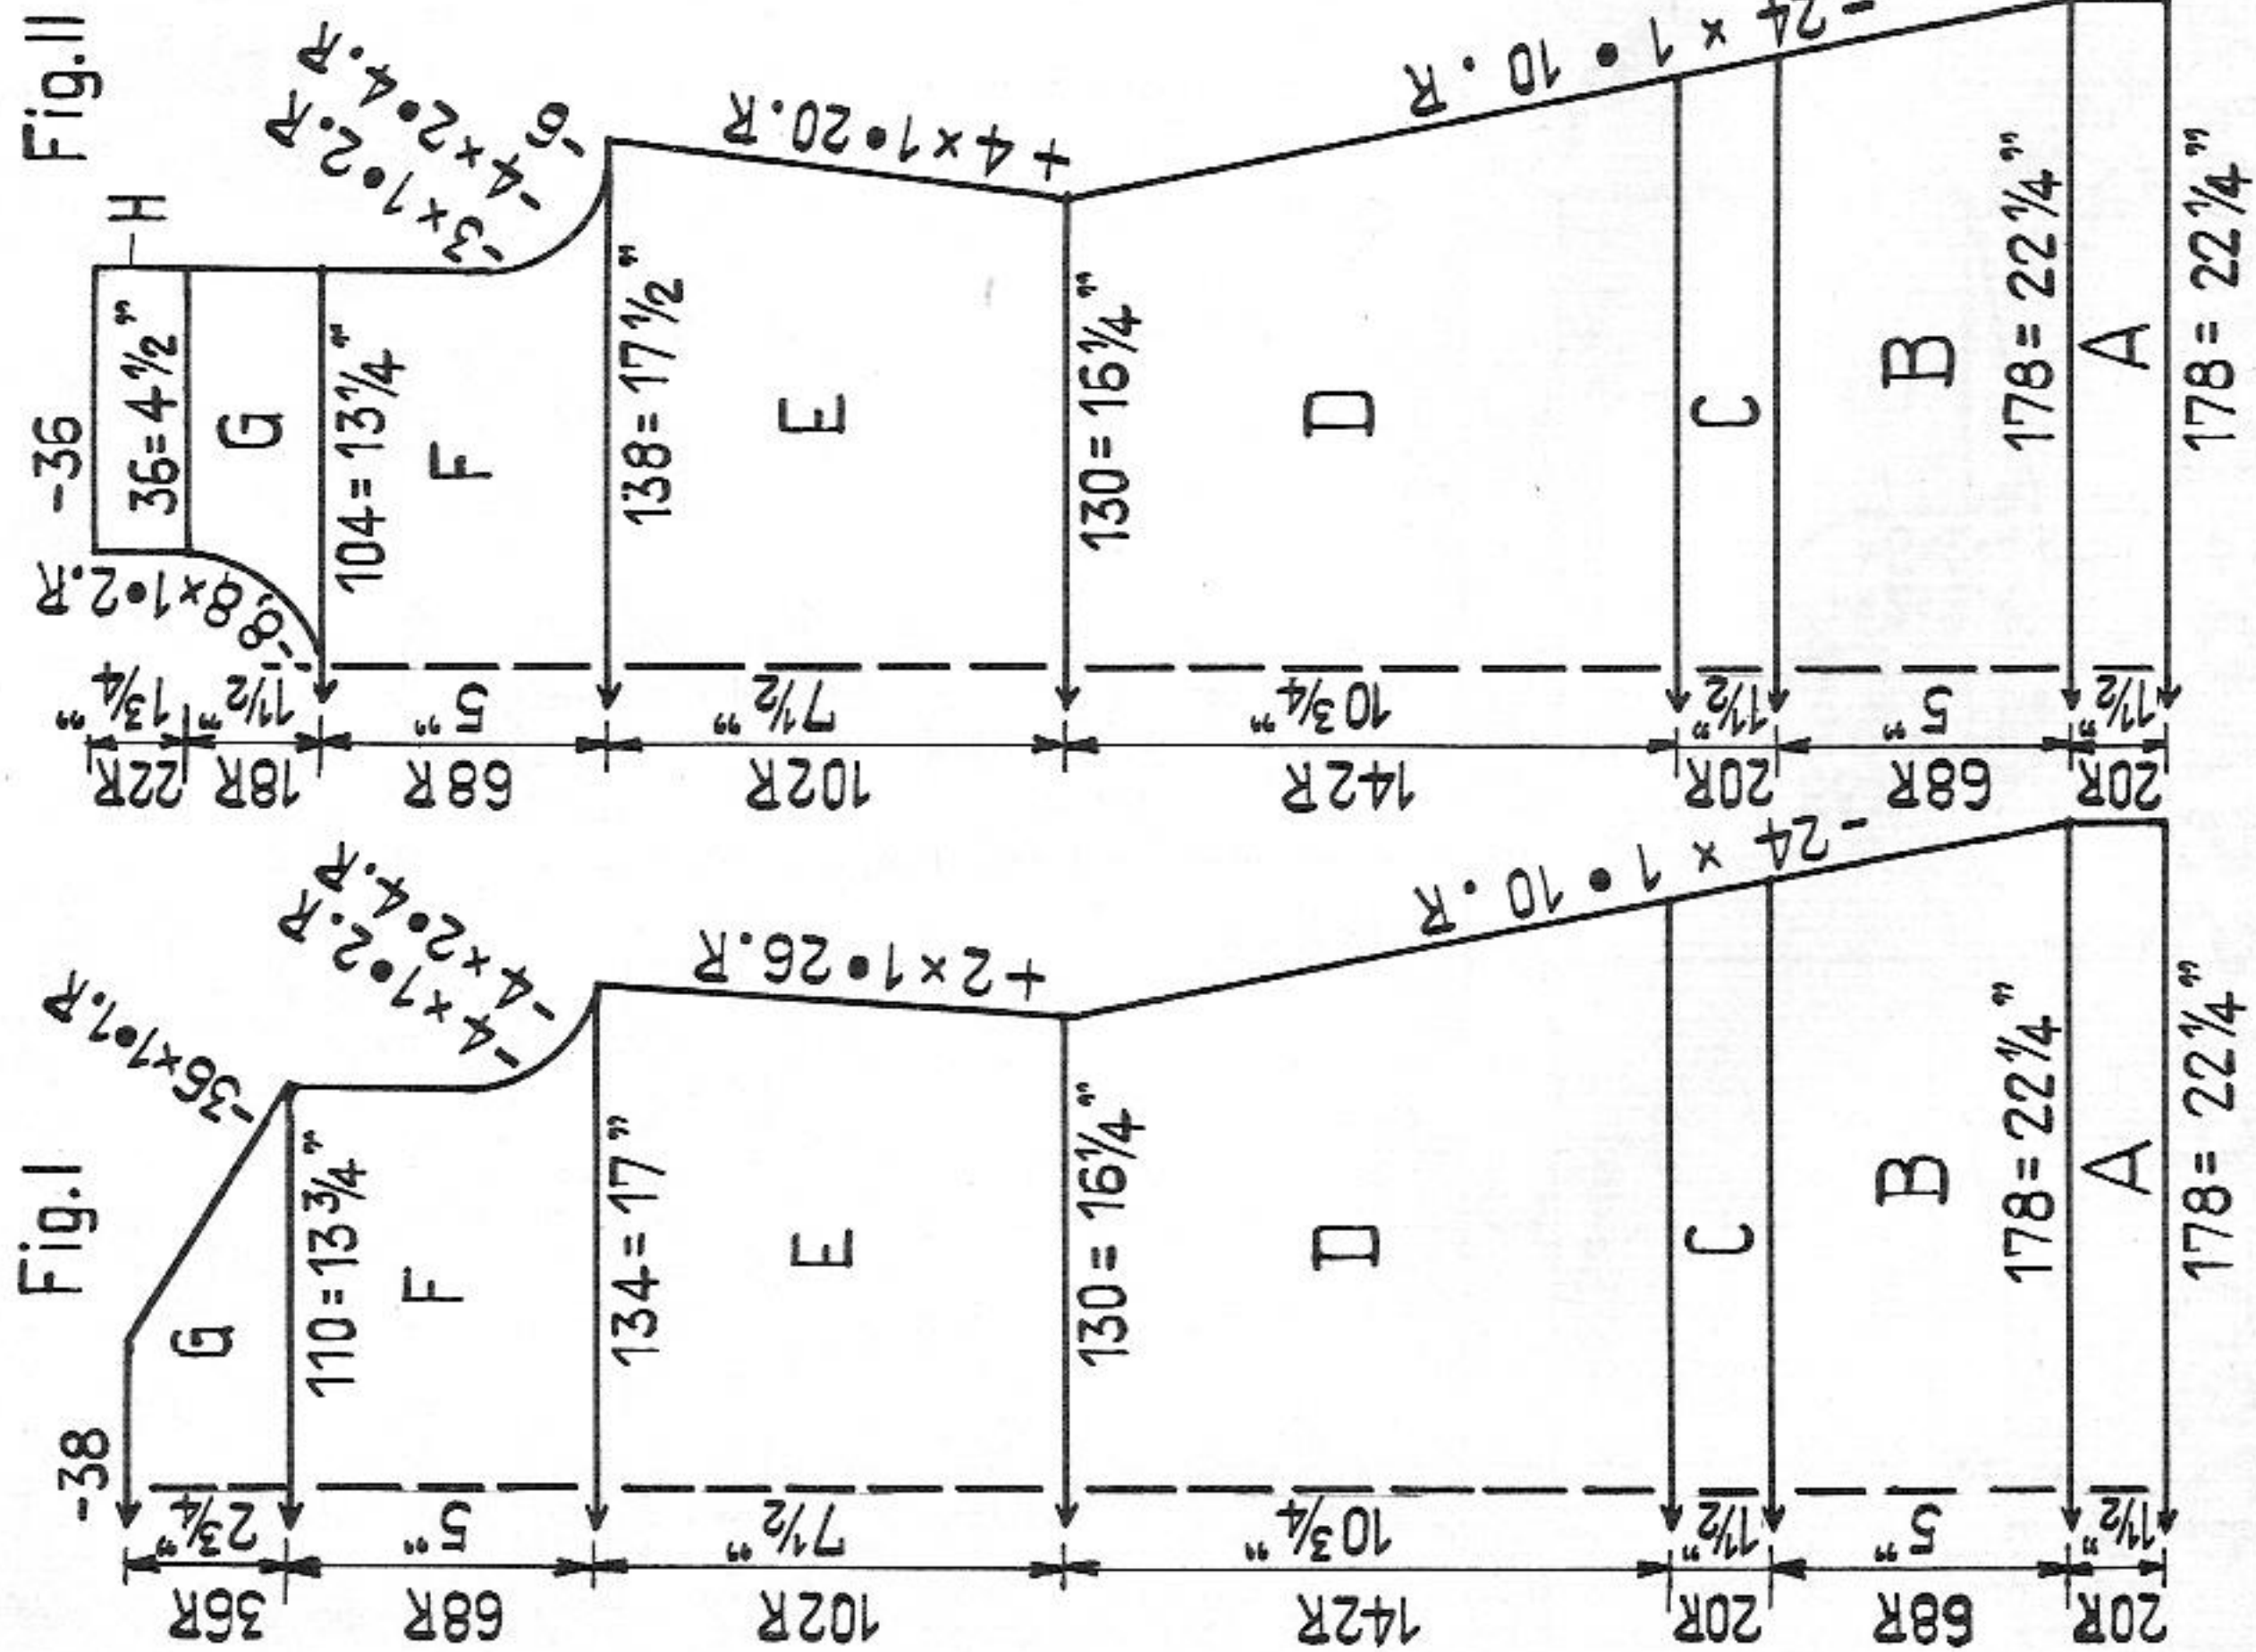 Fig.II
H
-36
36=4½"
G
-8,8×1•2.R
104=13¼"
F
-3×1•2.R
-4×2•4.R
-6
138=17½"
E
+4×1•20.R
130=16¼"
D
-24×1•10.R
C
B
178=22¼"
A
178=22¼"
22R 1¾"
18R 1½"
68R 5"
102R 7½"
142R 10¾"
20R 1½"
68R 5"
20R 1½"
Fig.I
-38
G
-36×1•1.R
110=13¾"
F
-4×1•2.R
-4×2•4.R
134=17"
E
+2×1•26.R
130=16¼"
D
-24×1•10.R
C
B
178=22¼"
A
178=22¼"
36R 2¾"
68R 5"
102R 7½"
142R 10¾"
20R 1½"
68R 5"
20R 1½"